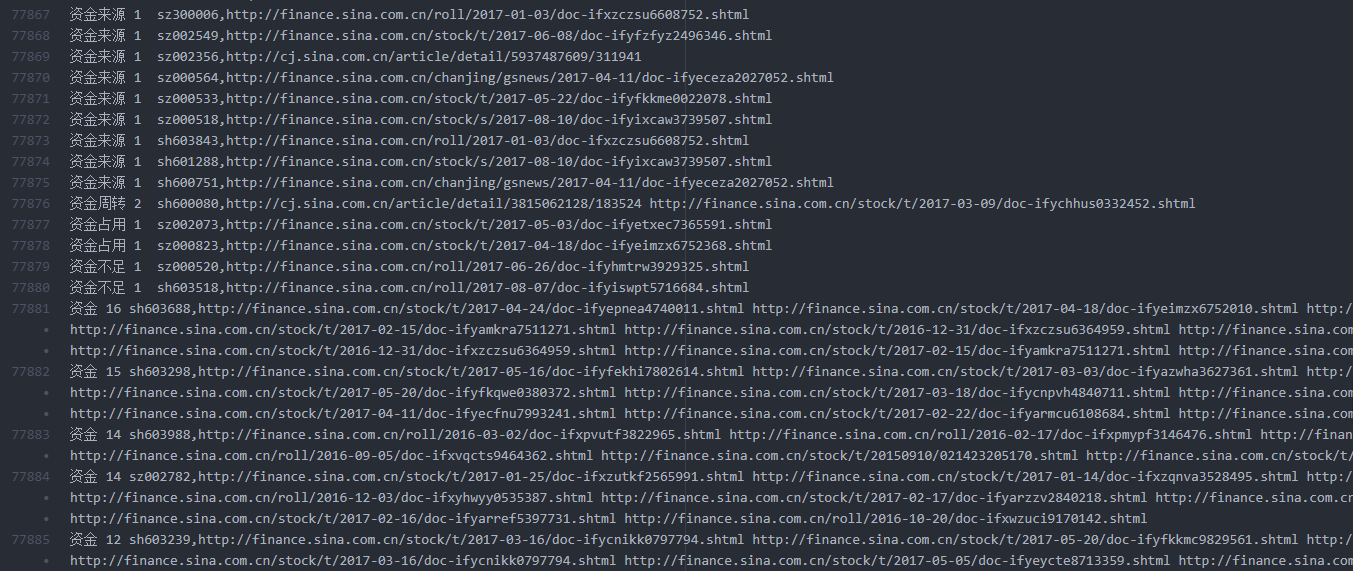 77867 资金来源 1 sz300006,http://finance.sina.com.cn/roll/2017-01-03/doc-ifxzczsu6608752.shtml
77868 资金来源 1 sz002549,http://finance.sina.com.cn/stock/t/2017-06-08/doc-ifyfzfyz2496346.shtml
77869 资金来源 1 sz002356,http://cj.sina.com.cn/article/detail/5937487609/311941
77870 资金来源 1 sz000564,http://finance.sina.com.cn/chanjing/gsnews/2017-04-11/doc-ifyeceza2027052.shtml
77871 资金来源 1 sz000533,http://finance.sina.com.cn/stock/t/2017-05-22/doc-ifyfkkme0022078.shtml
77872 资金来源 1 sz000518,http://finance.sina.com.cn/stock/s/2017-08-10/doc-ifyixcaw3739507.shtml
77873 资金来源 1 sh603843,http://finance.sina.com.cn/roll/2017-01-03/doc-ifxzczsu6608752.shtml
77874 资金来源 1 sh601288,http://finance.sina.com.cn/stock/s/2017-08-10/doc-ifyixcaw3739507.shtml
77875 资金来源 1 sh600751,http://finance.sina.com.cn/chanjing/gsnews/2017-04-11/doc-ifyeceza2027052.shtml
77876 资金周转 2 sh600080,http://cj.sina.com.cn/article/detail/3815062128/183524 http://finance.sina.com.cn/stock/t/2017-03-09/doc-ifychhus0332452.shtml
77877 资金占用 1 sz002073,http://finance.sina.com.cn/stock/t/2017-05-03/doc-ifyetxec7365591.shtml
77878 资金占用 1 sz000823,http://finance.sina.com.cn/stock/t/2017-04-18/doc-ifyeimzx6752368.shtml
77879 资金不足 1 sz000520,http://finance.sina.com.cn/roll/2017-06-26/doc-ifyhmtrw3929325.shtml
77880 资金不足 1 sh603518,http://finance.sina.com.cn/roll/2017-08-07/doc-ifyiswpt5716684.shtml
77881 资金 16 sh603688,http://finance.sina.com.cn/stock/t/2017-04-24/doc-ifyepnea4740011.shtml http://finance.sina.com.cn/stock/t/2017-04-18/doc-ifyeimzx6752010.shtml http:/
• http://finance.sina.com.cn/stock/t/2017-02-15/doc-ifyamkra7511271.shtml http://finance.sina.com.cn/stock/t/2016-12-31/doc-ifxzczsu6364959.shtml http://finance.sina.com
• http://finance.sina.com.cn/stock/t/2016-12-31/doc-ifxzczsu6364959.shtml http://finance.sina.com.cn/stock/t/2017-02-15/doc-ifyamkra7511271.shtml http://finance.sina.com
77882 资金 15 sh603298,http://finance.sina.com.cn/stock/t/2017-05-16/doc-ifyfekhi7802614.shtml http://finance.sina.com.cn/stock/t/2017-03-03/doc-ifyazwha3627361.shtml http:/
• http://finance.sina.com.cn/stock/t/2017-05-20/doc-ifyfkqwe0380372.shtml http://finance.sina.com.cn/stock/t/2017-03-18/doc-ifycnpvh4840711.shtml http://finance.sina.com
• http://finance.sina.com.cn/stock/t/2017-04-11/doc-ifyecfnu7993241.shtml http://finance.sina.com.cn/stock/t/2017-02-22/doc-ifyarmcu6108684.shtml http://finance.sina.com
77883 资金 14 sh603988,http://finance.sina.com.cn/roll/2016-03-02/doc-ifxpvutf3822965.shtml http://finance.sina.com.cn/roll/2016-02-17/doc-ifxpmypf3146476.shtml http://finan
• http://finance.sina.com.cn/roll/2016-09-05/doc-ifxvqcts9464362.shtml http://finance.sina.com.cn/stock/t/20150910/021423205170.shtml http://finance.sina.com.cn/stock/t/
77884 资金 14 sz002782,http://finance.sina.com.cn/stock/t/2017-01-25/doc-ifxzutkf2565991.shtml http://finance.sina.com.cn/stock/t/2017-01-14/doc-ifxzqnva3528495.shtml http:/
• http://finance.sina.com.cn/roll/2016-12-03/doc-ifxyhwyy0535387.shtml http://finance.sina.com.cn/stock/t/2017-02-17/doc-ifyarzzv2840218.shtml http://finance.sina.com.cn
• http://finance.sina.com.cn/stock/t/2017-02-16/doc-ifyarref5397731.shtml http://finance.sina.com.cn/roll/2016-10-20/doc-ifxwzuci9170142.shtml
77885 资金 12 sh603239,http://finance.sina.com.cn/stock/t/2017-03-16/doc-ifycnikk0797794.shtml http://finance.sina.com.cn/stock/t/2017-05-20/doc-ifyfkkmc9829561.shtml http:/
• http://finance.sina.com.cn/stock/t/2017-03-16/doc-ifycnikk0797794.shtml http://finance.sina.com.cn/stock/t/2017-05-05/doc-ifyeycte8713359.shtml http://finance.sina.com